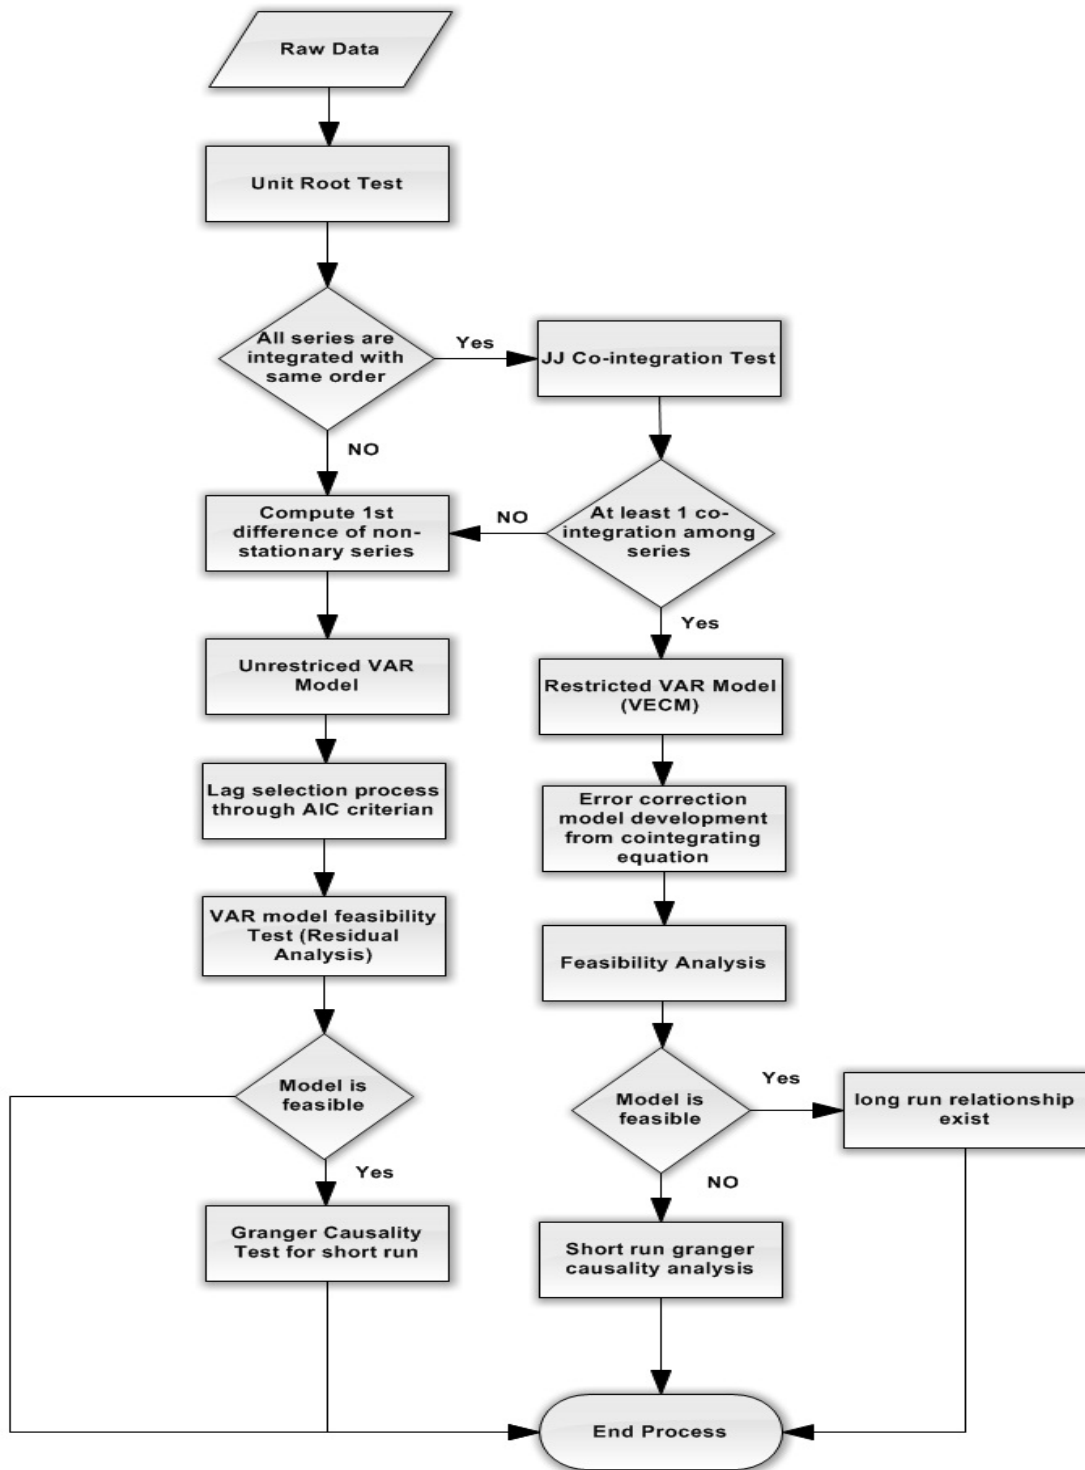 Raw Data
Unit Root Test
All series are
integrated with
same order
Yes
JJ Co-integration Test
NO
Compute 1st
difference of non-
stationary series
NO
At least 1 co-
integration among
series
Yes
Unrestriced VAR
Model
Restricted VAR Model
(VECM)
Lag selection process
through AIC criterian
Error correction
model development
from cointegrating
equation
VAR model feasibility
Test (Residual
Analysis)
Feasibility Analysis
Model is
feasible
Yes
Model is
feasible
Yes
long run relationship
exist
NO
Granger Causality
Test for short run
Short run granger
causality analysis
End Process